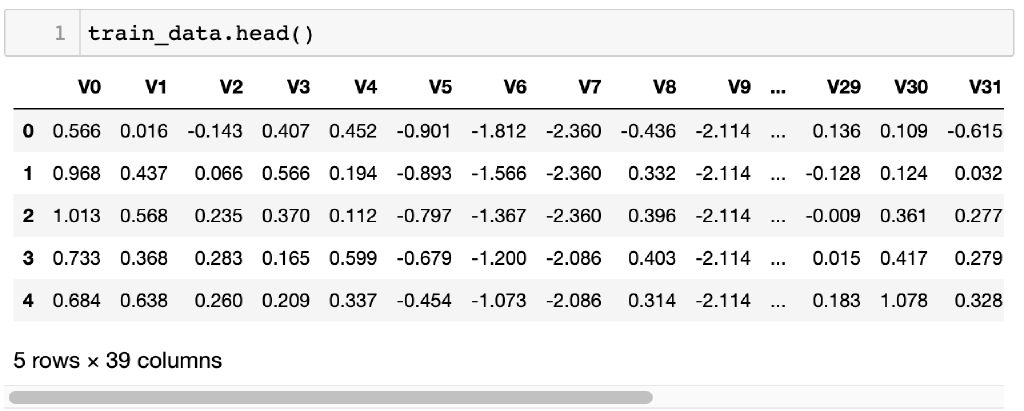 1 train_data.head()
V0 V1 V2 V3 V4 V5 V6 V7 V8 V9 ... V29 V30 V31
0 0.566 0.016 -0.143 0.407 0.452 -0.901 -1.812 -2.360 -0.436 -2.114 ... 0.136 0.109 -0.615
1 0.968 0.437 0.066 0.566 0.194 -0.893 -1.566 -2.360 0.332 -2.114 ... -0.128 0.124 0.032
2 1.013 0.568 0.235 0.370 0.112 -0.797 -1.367 -2.360 0.396 -2.114 ... -0.009 0.361 0.277
3 0.733 0.368 0.283 0.165 0.599 -0.679 -1.200 -2.086 0.403 -2.114 ... 0.015 0.417 0.279
4 0.684 0.638 0.260 0.209 0.337 -0.454 -1.073 -2.086 0.314 -2.114 ... 0.183 1.078 0.328
5 rows × 39 columns